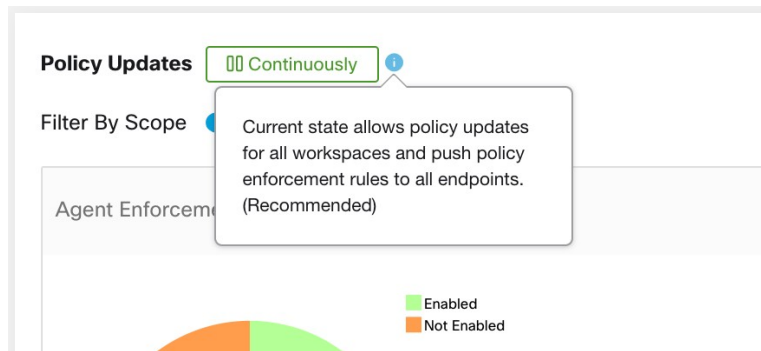 Policy Updates Continuously
Filter By Scope
Current state allows policy updates
for all workspaces and push policy
enforcement rules to all endpoints.
(Recommended)
Agent
Enabled
Not Enabled